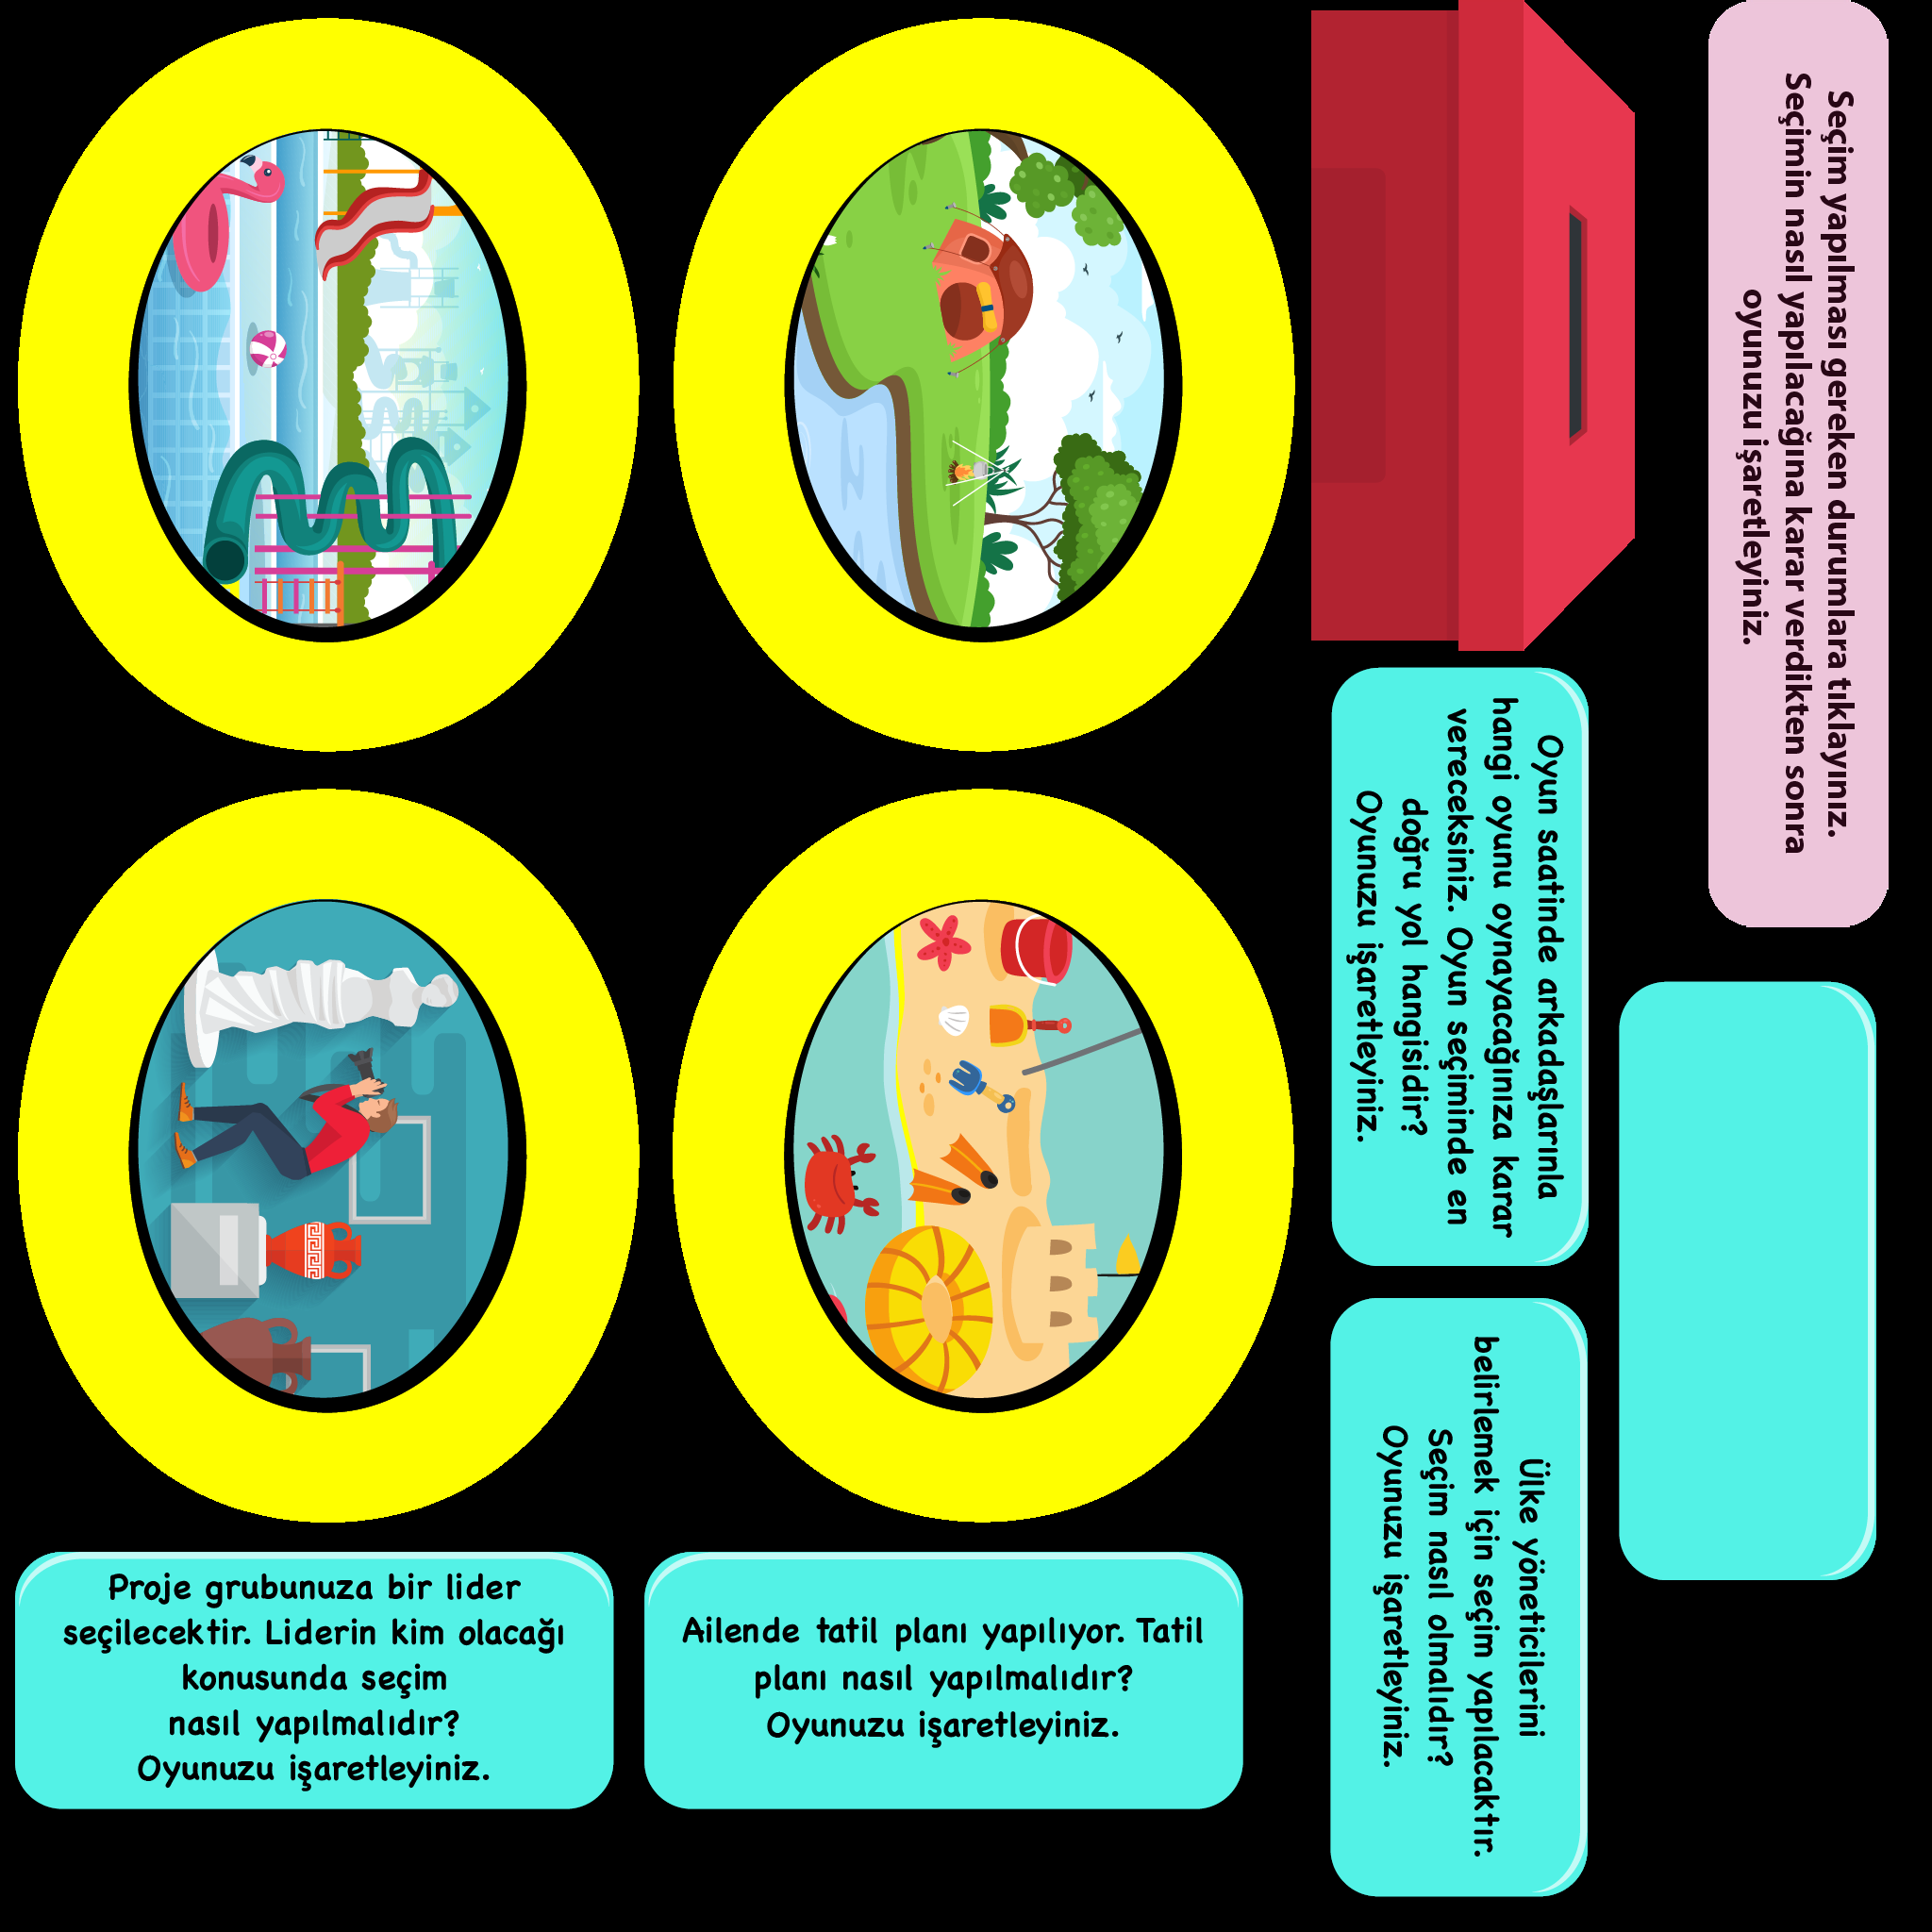 Seçim yapılması gereken durumlara tıklayınız.
Seçimin nasıl yapılacağına karar verdikten sonra
oyunuzu işaretleyiniz.
Oyun saatinde arkadaşlarınla
hangi oyunu oynayacağınıza karar
vereceksiniz. Oyun seçiminde en
doğru yol hangisidir?
Oyunuzu işaretleyiniz.
Ülke yöneticilerini
belirlemek için seçim yapılacaktır.
Seçim nasıl olmalıdır?
Oyunuzu işaretleyiniz.
Proje grubunuza bir lider
seçilecektir. Liderin kim olacağı
konusunda seçim
nasıl yapılmalıdır?
Oyunuzu işaretleyiniz.
Ailende tatil planı yapılıyor. Tatil
planı nasıl yapılmalıdır?
Oyunuzu işaretleyiniz.